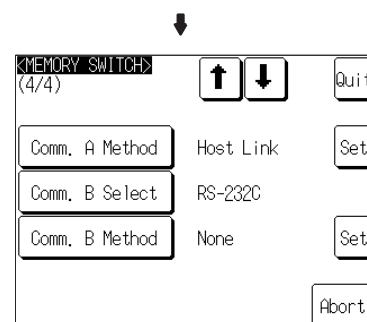 <MEMORY SWITCH>
(4/4)
Quit
Comm. A Method Host Link Set
Comm. B Select RS-232C
Comm. B Method None Set
Abort